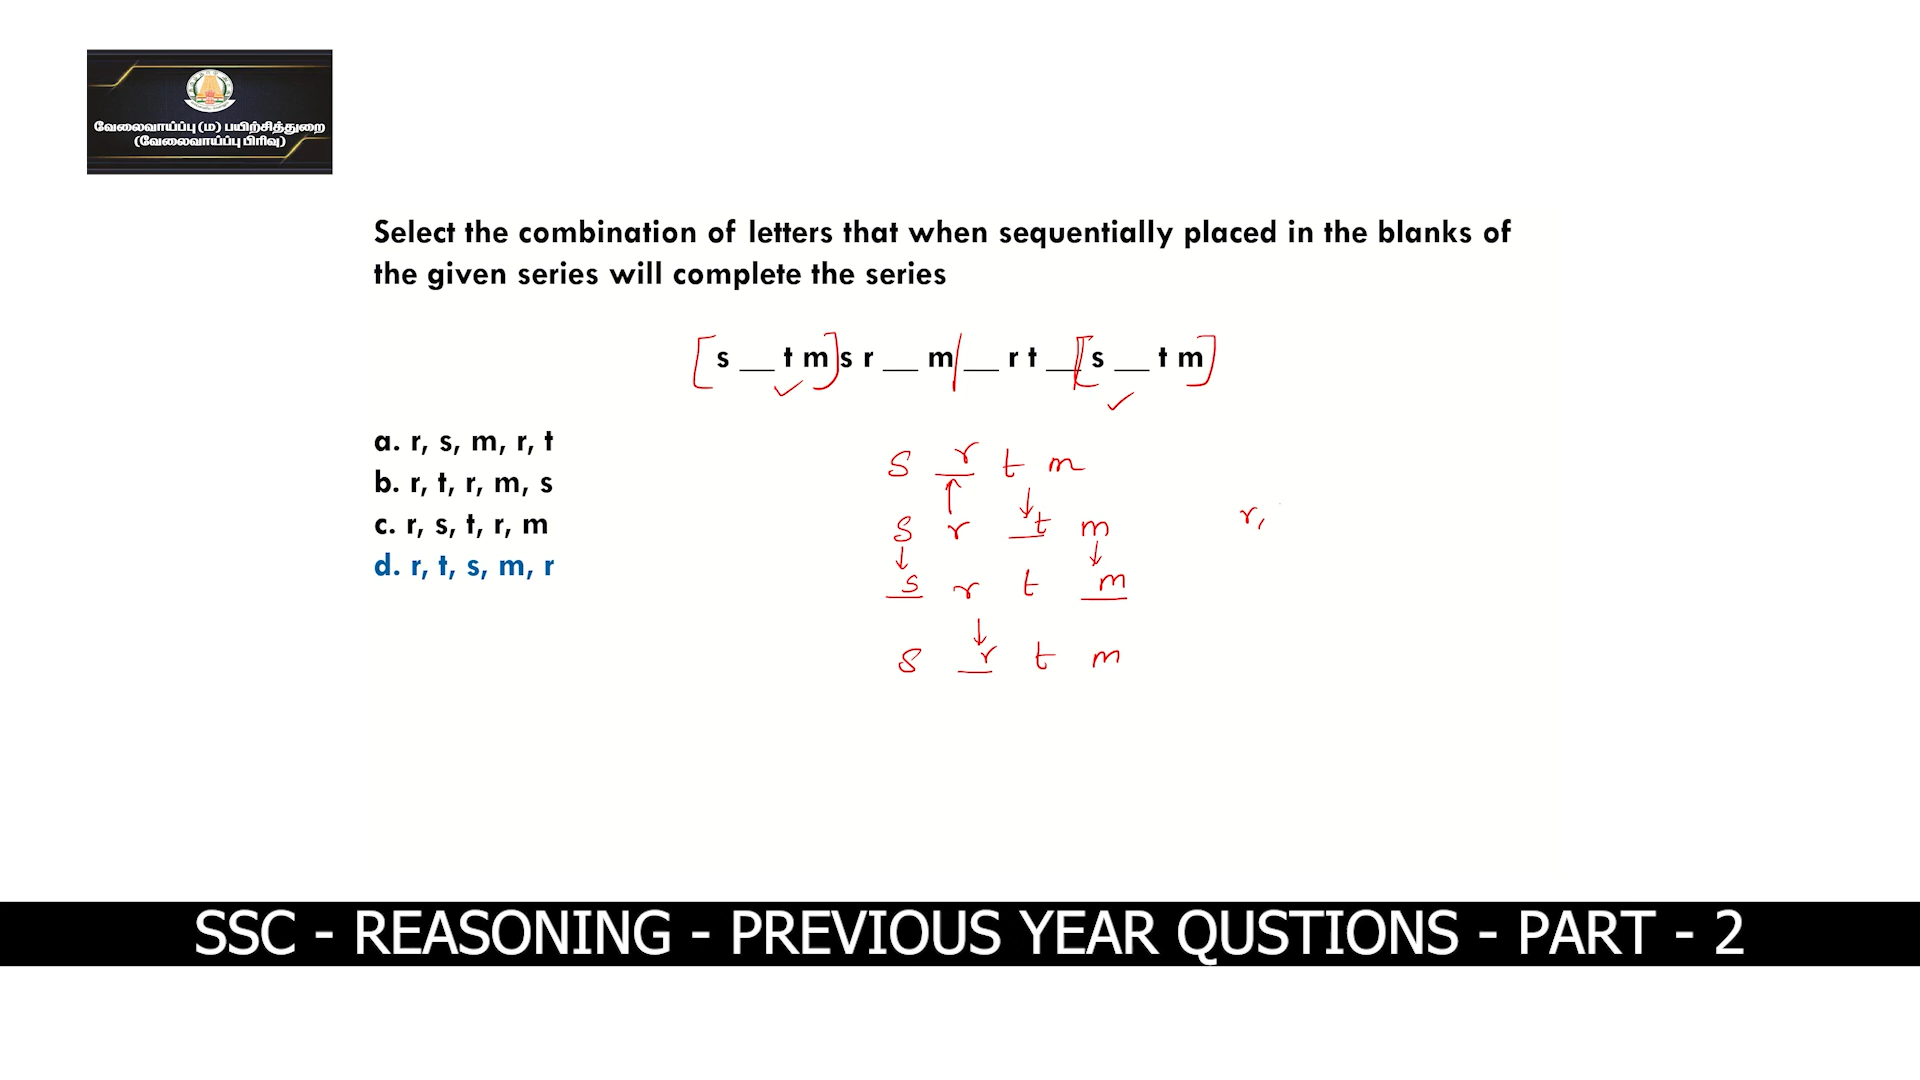 வேலைவாய்ப்பு (ம) பயிற்சித்துறை
(வேலைவாய்ப்பு பிரிவு)
Select the combination of letters that when sequentially placed in the blanks of
the given series will complete the series
[s __ t m] s r __ m| __ r t __ [s __ t m]
a. r, s, m, r, t
b. r, t, r, m, s
c. r, s, t, r, m
d. r, t, s, m, r
s r t m
s r t m
r,
s r t m
s r t m
SSC - REASONING - PREVIOUS YEAR QUSTIONS - PART - 2